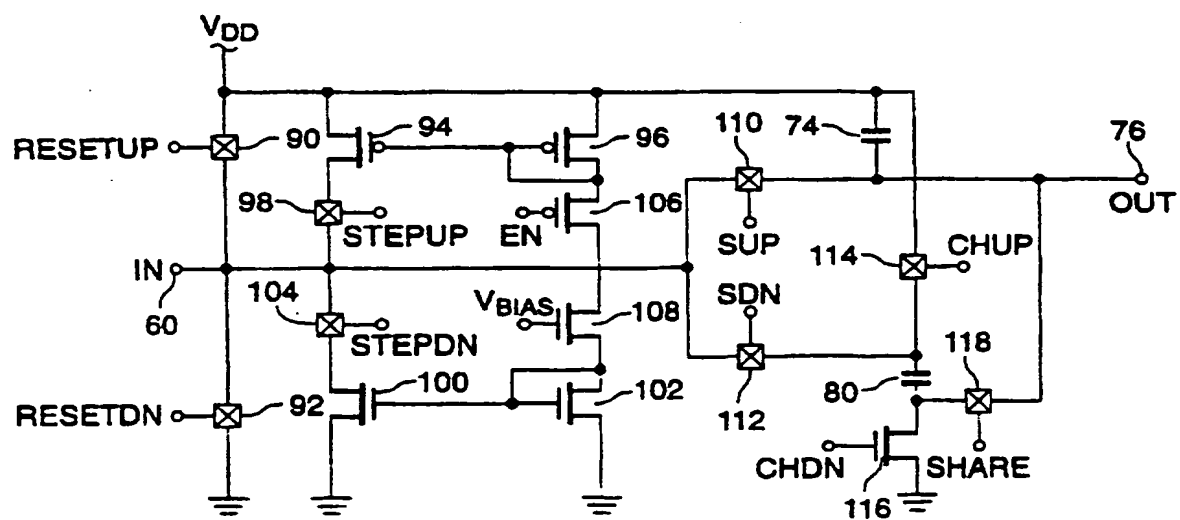 VDD
RESETUP
90
94
96
110
74
76
OUT
98
STEPUP
EN
106
SUP
114
CHUP
IN
60
104
STEPDN
VBIAS
108
SDN
112
118
80
RESETDN
92
100
102
CHDN
SHARE
116